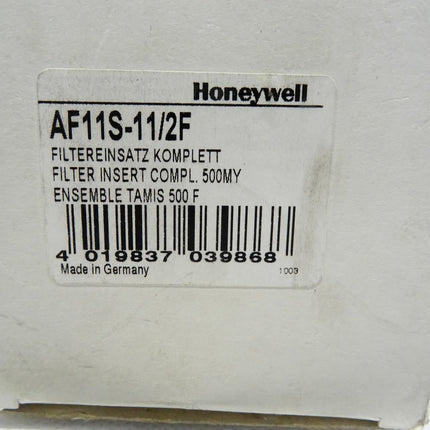 Honeywell
AF11S-11/2F
FILTEREINSATZ KOMPLETT
FILTER INSERT COMPL. 500MY
ENSEMBLE TAMIS 500 F
4 019837 039868
Made in Germany 1003